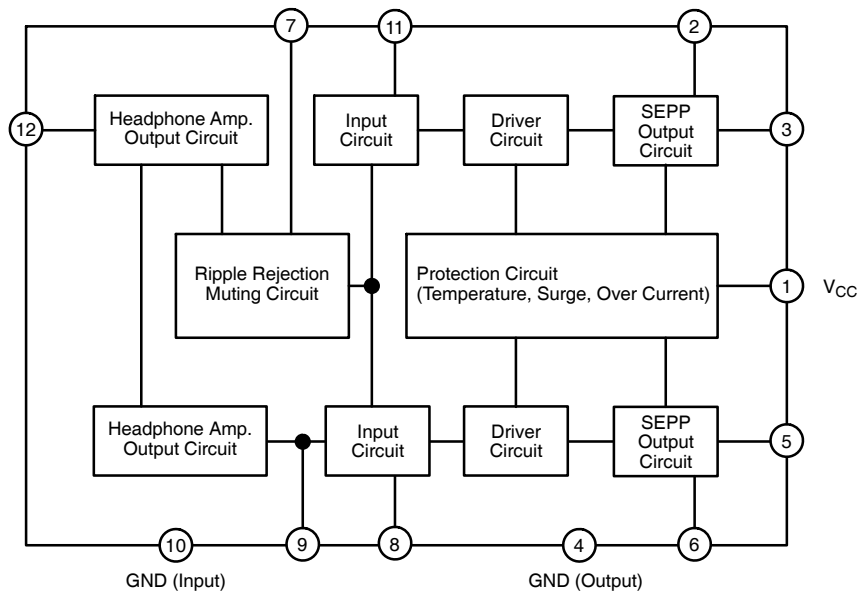 7
11
2
Headphone Amp.
Output Circuit
Input
Circuit
Driver
Circuit
SEPP
Output
Circuit
12
3
Ripple Rejection
Muting Circuit
Protection Circuit
(Temperature, Surge, Over Current)
1
VCC
Headphone Amp.
Output Circuit
Input
Circuit
Driver
Circuit
SEPP
Output
Circuit
5
10
9
8
4
6
GND (Input)
GND (Output)